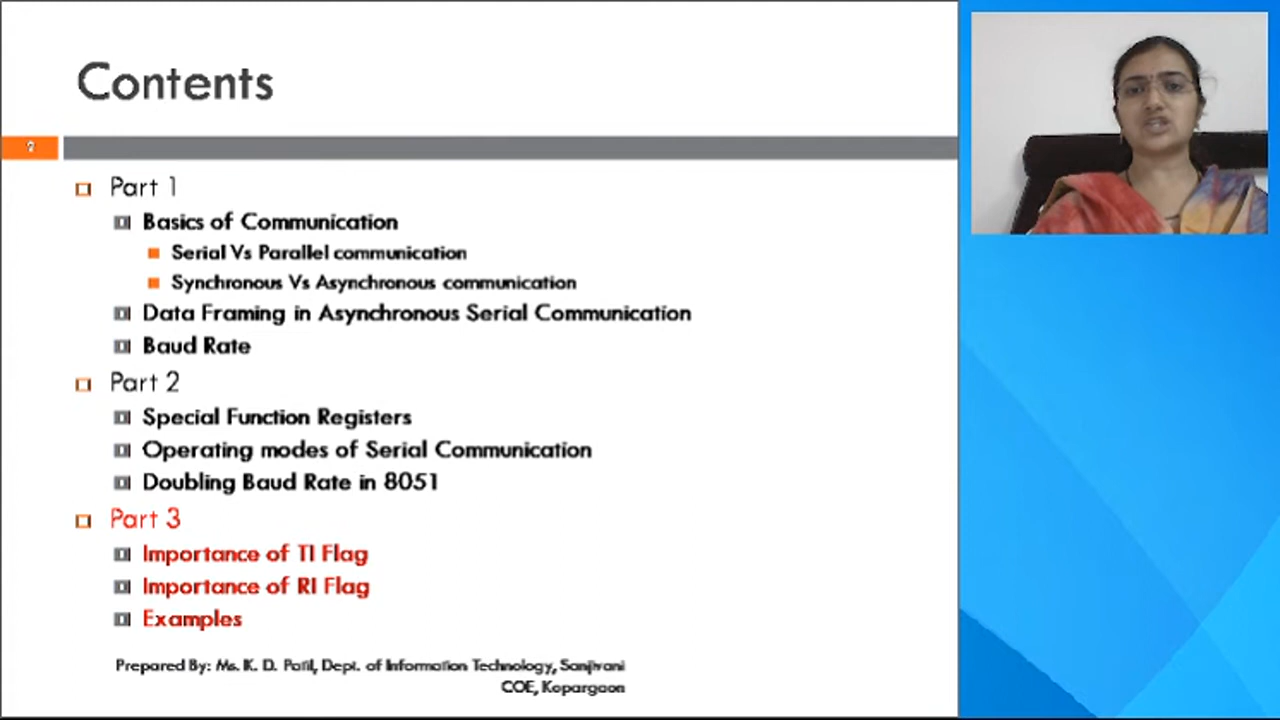 Contents
Part 1
Basics of Communication
Serial Vs Parallel communication
Synchronous Vs Asynchronous communication
Data Framing in Asynchronous Serial Communication
Baud Rate
Part 2
Special Function Registers
Operating modes of Serial Communication
Doubling Baud Rate in 8051
Part 3
Importance of TI Flag
Importance of RI Flag
Examples
Prepared By: Ms. K. D. Patil, Dept. of Information Technology, Sanjivani
COE, Kopargaon